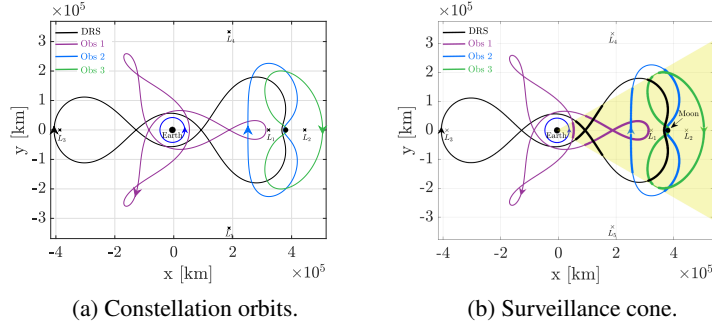 ×10⁵
×10⁵
3
2
1
0
-1
-2
-3
y [km]
DRS
Obs 1
Obs 2
Obs 3
L₄
L₃
Earth
L₁
L₂
-4
-2
0
2
4
x [km]
×10⁵
3
2
1
0
-1
-2
-3
y [km]
DRS
Obs 1
Obs 2
Obs 3
L₄
Moon
L₃
Earth
L₁
L₂
L₅
-4
-2
0
2
4
x [km]
×10⁵
(a) Constellation orbits.
(b) Surveillance cone.